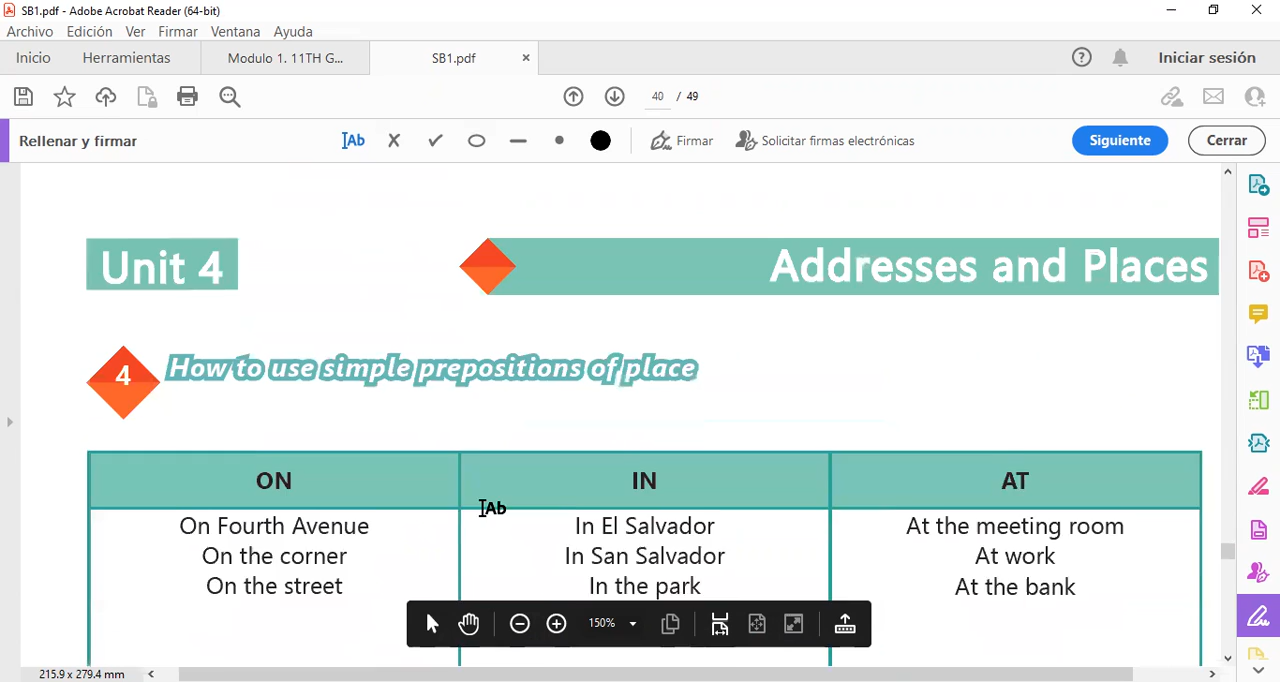 SB1.pdf - Adobe Acrobat Reader (64-bit)
Archivo Edición Ver Firmar Ventana Ayuda
Inicio Herramientas Modulo 1. 11TH G... SB1.pdf × Iniciar sesión
40 / 49
Rellenar y firmar Ab Firmar Solicitar firmas electrónicas Siguiente Cerrar
Unit 4 Addresses and Places
4 How to use simple prepositions of place
ON IN AT
On Fourth Avenue In El Salvador At the meeting room
On the corner In San Salvador At work
On the street In the park At the bank
Ab
150%
215.9 x 279.4 mm